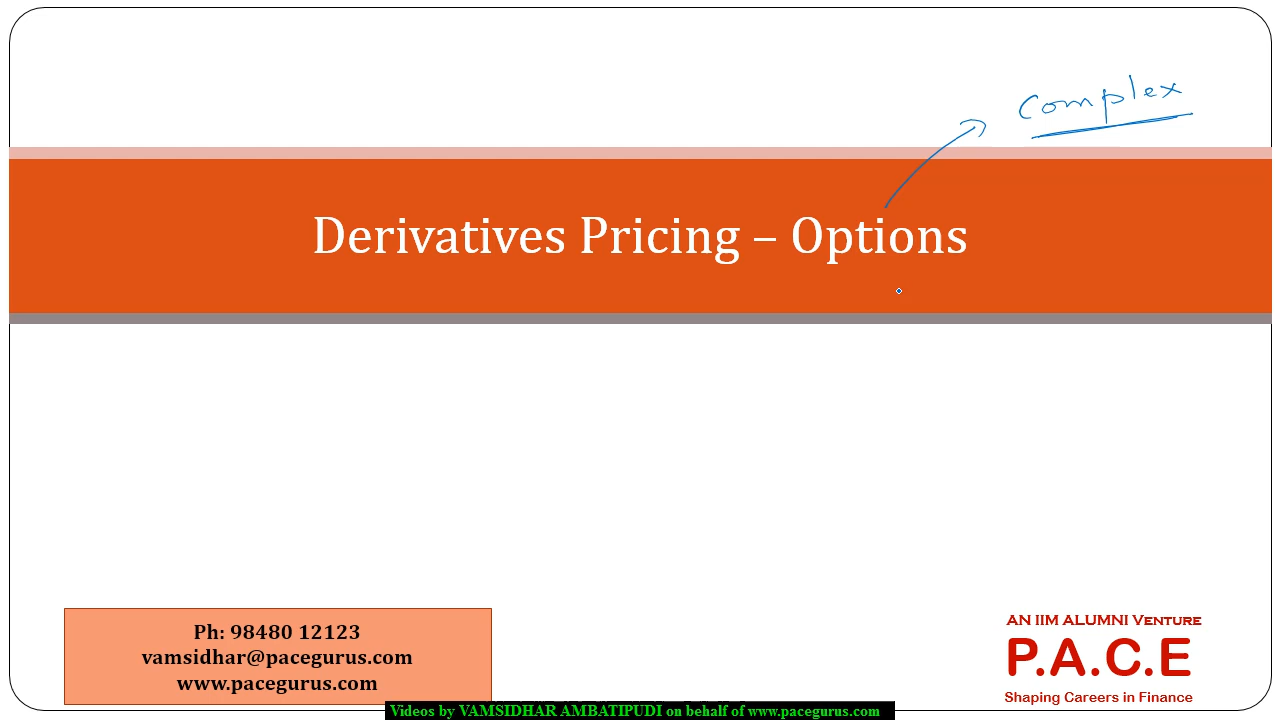 Complex
Derivatives Pricing – Options
Ph: 98480 12123
vamsidhar@pacegurus.com
www.pacegurus.com
AN IIM ALUMNI VENTURE
P.A.C.E
Shaping Careers in Finance
Videos by VAMSIDHAR AMBATIPUDI on behalf of www.pacegurus.com